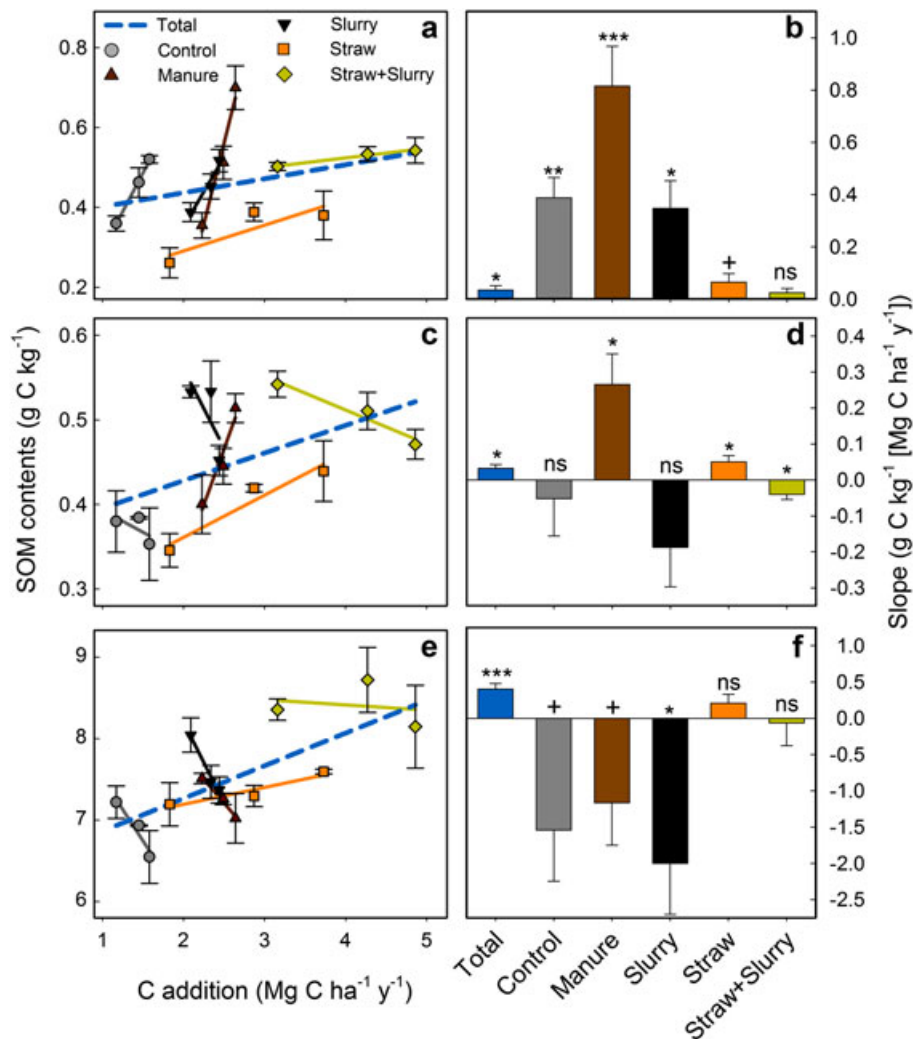 a
Total
Control
Manure
Slurry
Straw
Straw+Slurry
0.8
0.6
0.4
0.2
b
***
**
*
*
+
ns
1.0
0.8
0.6
0.4
0.2
0.0
c
0.6
0.5
0.4
0.3
SOM contents (g C kg⁻¹)
d
*
ns
*
ns
*
*
0.4
0.3
0.2
0.1
0.0
-0.1
-0.2
-0.3
Slope (g C kg⁻¹ [Mg C ha⁻¹ y⁻¹])
e
9
8
7
6
1 2 3 4 5
C addition (Mg C ha⁻¹ y⁻¹)
f
***
+
+
*
ns
ns
1.0
0.5
0.0
-0.5
-1.0
-1.5
-2.0
-2.5
Total
Control
Manure
Slurry
Straw
Straw+Slurry